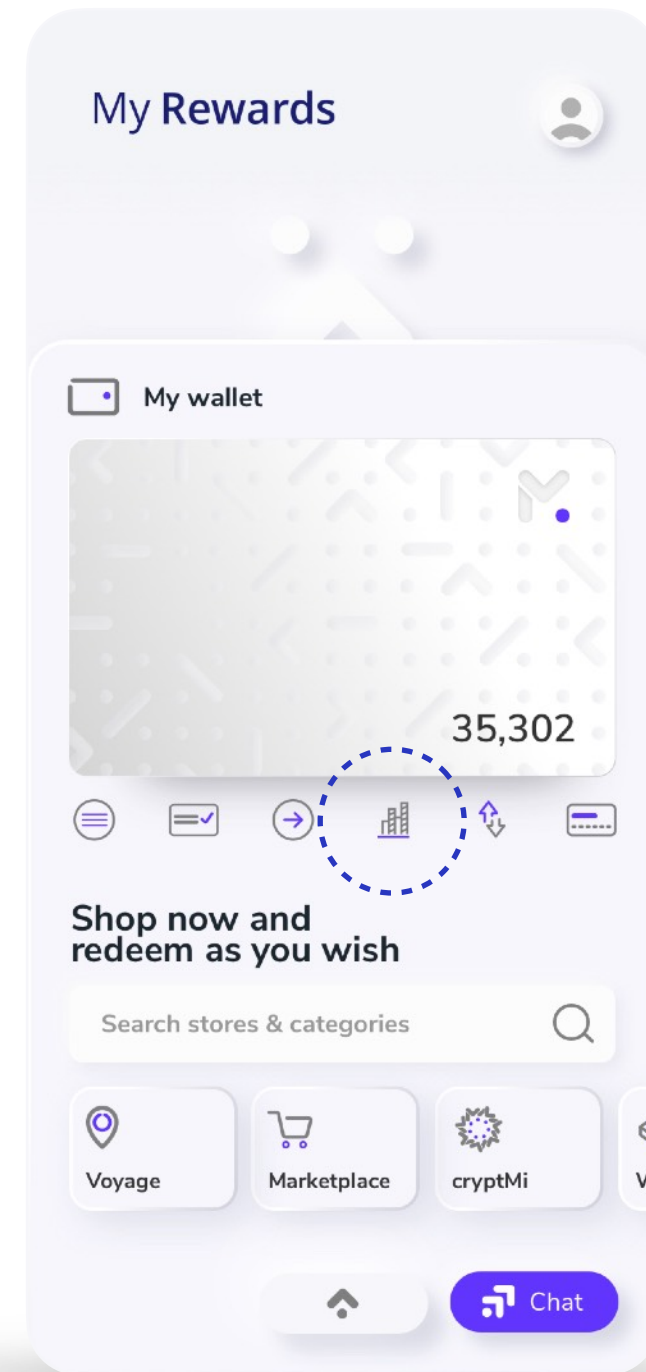 My Rewards
My wallet
35,302
Shop now and
redeem as you wish
Search stores & categories
Voyage
Marketplace
cryptMi
Chat